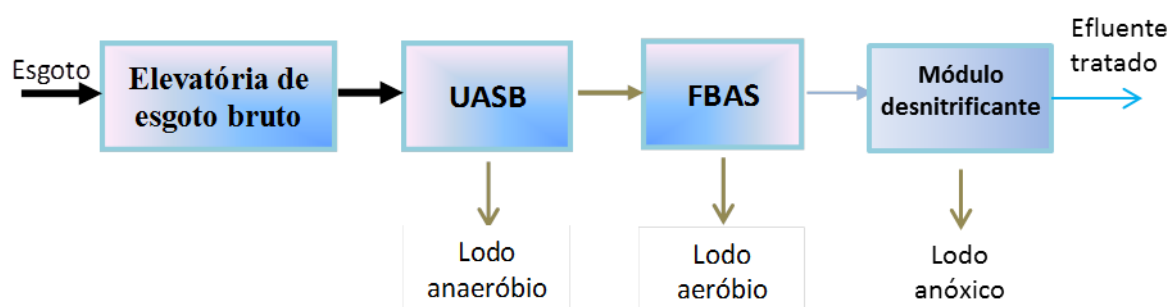 Esgoto
Elevatória de
esgoto bruto
UASB
FBAS
Módulo
desnitrificante
Efluente
tratado
Lodo
anaeróbio
Lodo
aeróbio
Lodo
anóxico